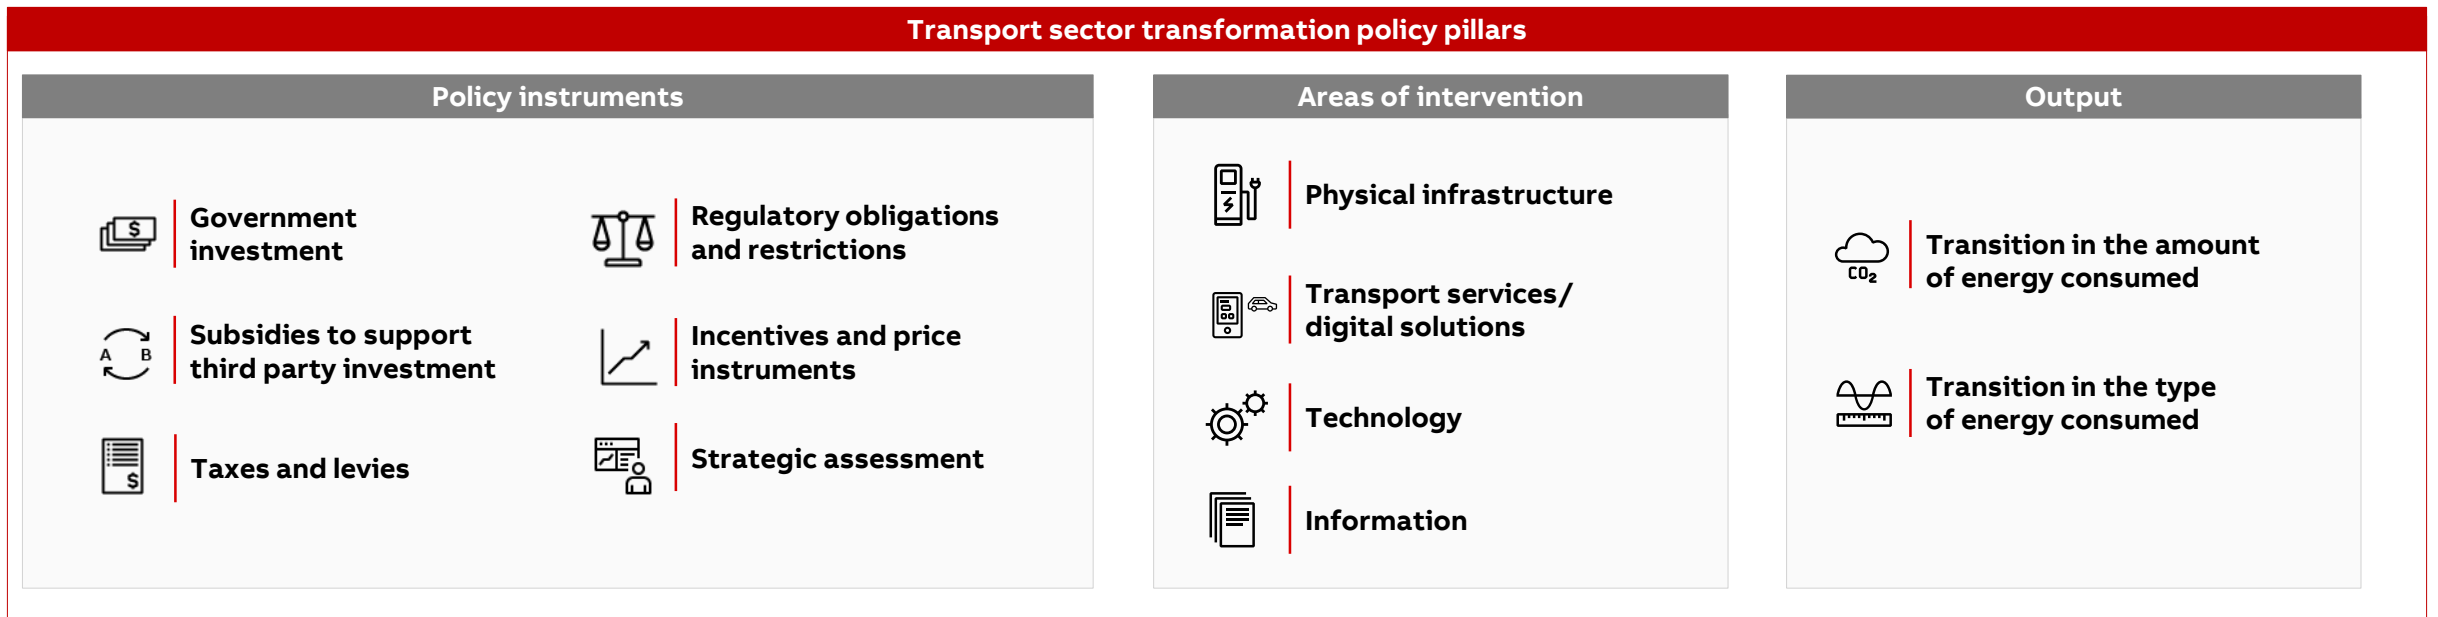 Transport sector transformation policy pillars
Policy instruments
Government
investment
Subsidies to support
third party investment
A B
Taxes and levies
$
$
Regulatory obligations
and restrictions
Incentives and price
instruments
Strategic assessment
Areas of intervention
Physical infrastructure
Transport services/
digital solutions
Technology
Information
Output
CO2
Transition in the amount
of energy consumed
Transition in the type
of energy consumed